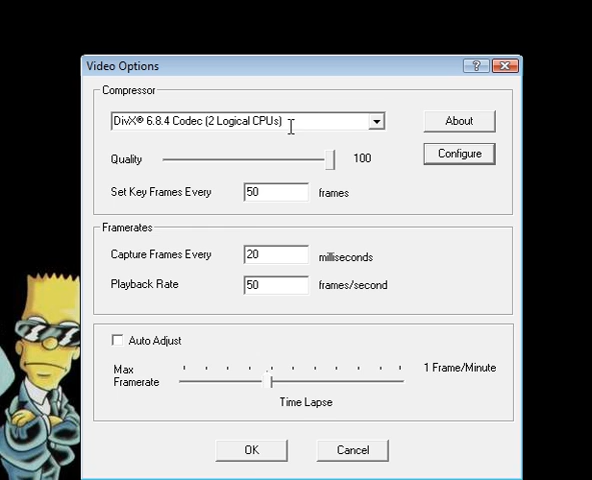 Video Options
Compressor
DivX® 6.8.4 Codec (2 Logical CPUs)
About
Quality 100
Configure
Set Key Frames Every 50 frames
Framerates
Capture Frames Every 20 milliseconds
Playback Rate 50 frames/second
Auto Adjust
Max Framerate
1 Frame/Minute
Time Lapse
OK
Cancel